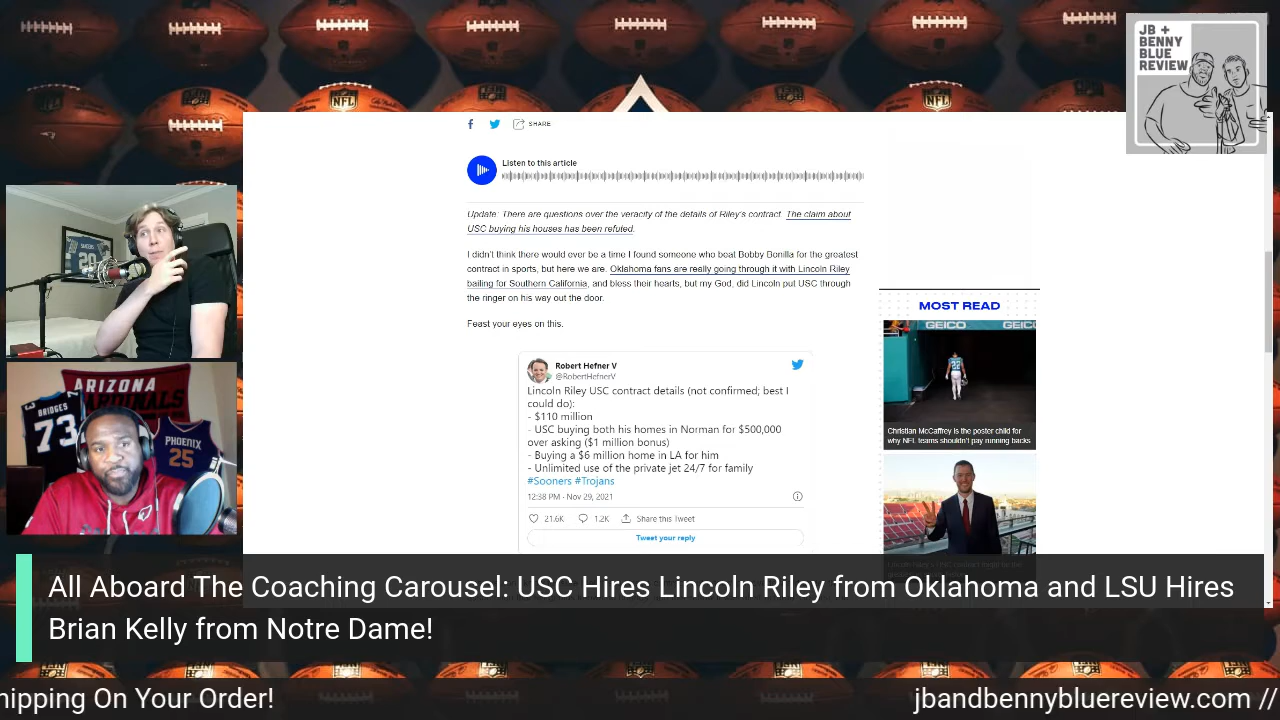 JB +
BENNY
BLUE
REVIEW
NFL
NFL
NFL
SHARE
Listen to this article
Update: There are questions over the veracity of the details of Riley's contract. The claim about
USC buying his houses has been refuted.
I didn't think there would ever be a time I found someone who beat Bobby Bonilla for the greatest
contract in sports, but here we are. Oklahoma fans are really going through it with Lincoln Riley
bailing for Southern California, and bless their hearts, but my God, did Lincoln put USC through
the ringer on his way out the door.
Feast your eyes on this.
Robert Hefner V
@RobertHefnerV
Lincoln Riley USC contract details (not confirmed; best I
could do):
- $110 million
- USC buying both his homes in Norman for $500,000
over asking ($1 million bonus)
- Buying a $6 million home in LA for him
- Unlimited use of the private jet 24/7 for family
#Sooners #Trojans
12:38 PM · Nov 29, 2021
21.6K
1.2K
Share this Tweet
Tweet your reply
MOST READ
GEICO
GEIC
22
Christian McCaffrey is the poster child for
why NFL teams shouldn't pay running backs
28
ARIZONA
CARDINALS
BRIDGES
73
PHOENIX
25
All Aboard The Coaching Carousel: USC Hires Lincoln Riley from Oklahoma and LSU Hires
Brian Kelly from Notre Dame!
hipping On Your Order!
jbandbennybluereview.com //